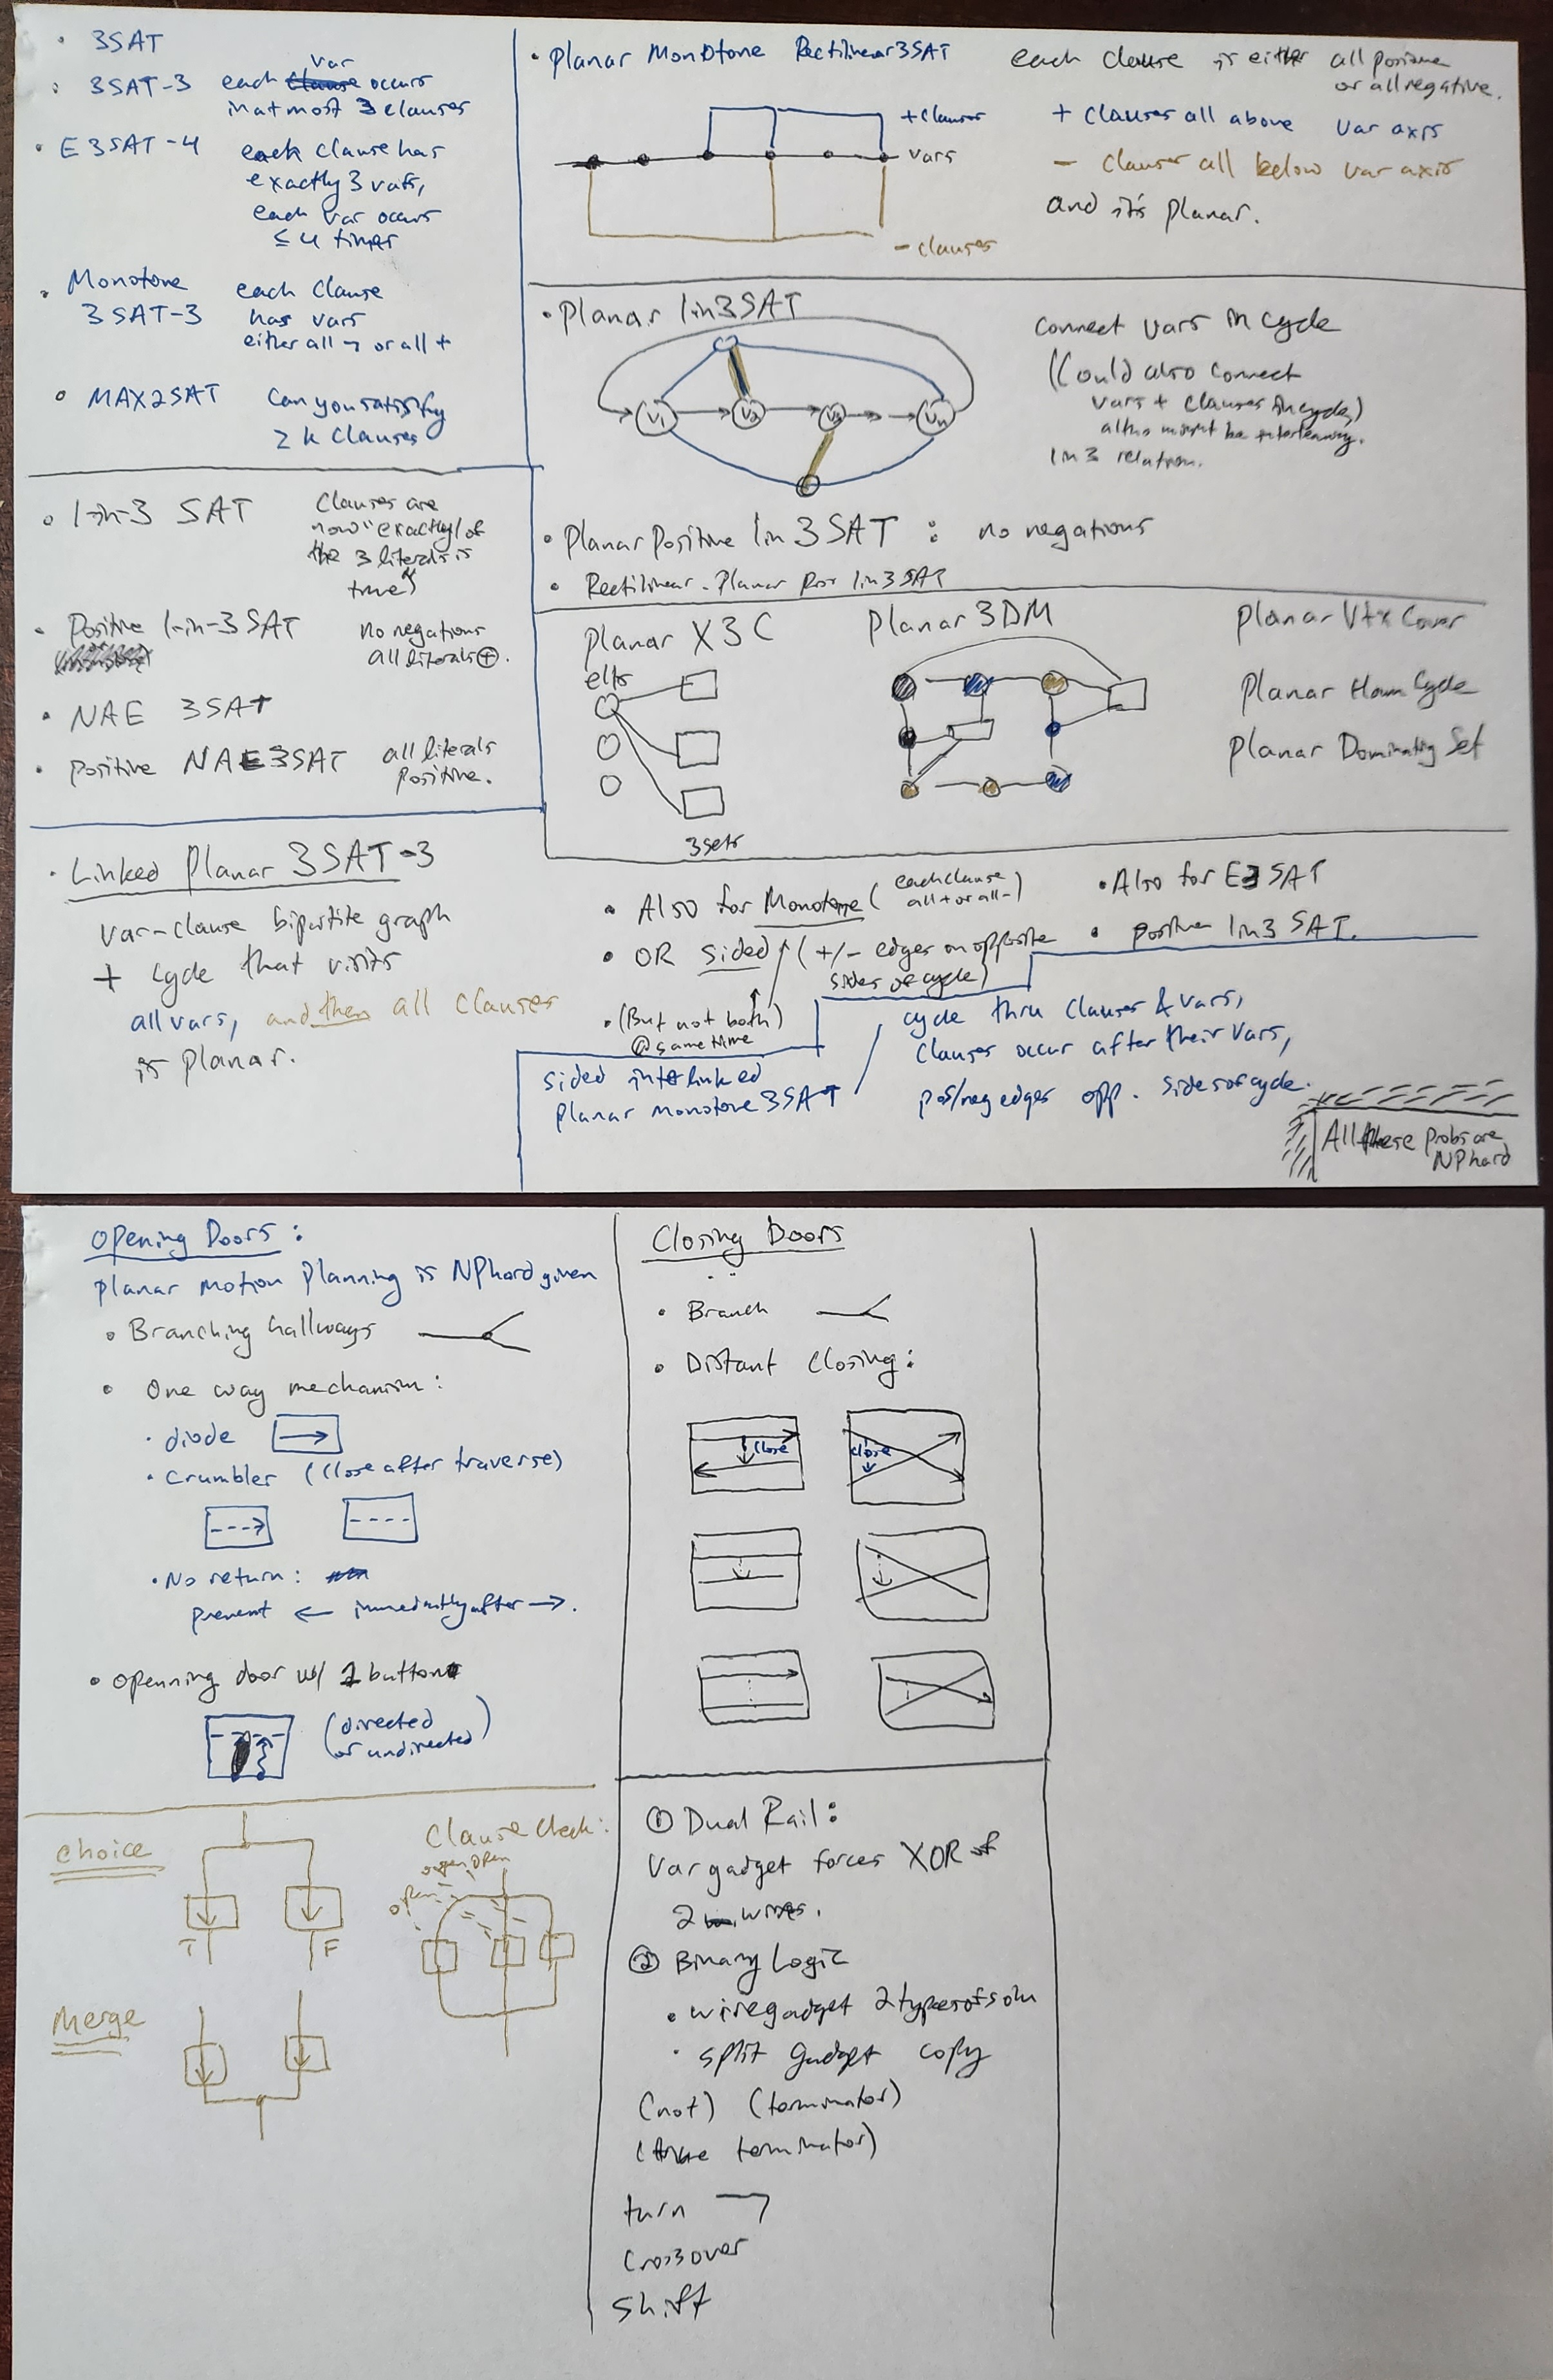 • 3SAT
• 3SAT-3 each var occurs
in at most 3 clauses
• E3SAT-4 each clause has
exactly 3 vars,
each var occurs
≤ 4 times
• Monotone each clause
3SAT-3 has vars
either all ¬ or all +
• MAX2SAT can you satisfy
≥ k clauses
• 1-in-3 SAT clauses are
now "exactly 1 of
the 3 literals is
true"
• Positive 1-in-3SAT no negations
all literals ⊕.
• NAE 3SAT
• positive NAE3SAT all literals
positive.
• Linked Planar 3SAT-3
var-clause bipartite graph
+ cycle that visits
all vars, and then all clauses
is planar.
• Planar Monotone Rectilinear 3SAT each clause is either all positive
or all negative.
+ clauses + clauses all above var axis
vars - clauses all below var axis
and it's planar.
- clauses
• Planar 1in3SAT
connect vars in cycle
(Could also connect
vars + clauses in cycle,)
altho might be interleaving.
1in3 relation.
V1 V2 V3 Vn
• Planar Positive 1in3SAT : no negations
• Rectilinear-Planar Pos 1in3SAT
Planar X3C Planar 3DM Planar Vtx Cover
elts
Planar Ham Cycle
Planar Dominating Set
3sets
• Also for Monotone (each clause
all + or all -)
• Also for E3SAT
• OR sided (+/- edges on opposite
sides of cycle)
• positive 1in3 SAT.
• (But not both)
@ same time
sided interlinked
planar monotone 3SAT
cycle thru clauses & vars,
clauses occur after their vars,
pos/neg edges opp. sides of cycle.
All these probs are
NP hard
Opening Doors:
Planar Motion Planning is NPhard given
• Branching hallways
• One way mechanism:
• diode
• Crumbler (close after traverse)
• No return:
prevent ← immediately after →.
• openning door w/ 2 button
(directed
or undirected)
Choice
T F
Clause Check:
open open
open
Merge
Closing Doors
• Branch
• Distant Closing:
close close
① Dual Rail:
Var gadget forces XOR of
2 wires.
② Binary Logic
• wire gadget 2 types of soln
• split gadget copy
(not) (terminator)
(true terminator)
turn
Crossover
Shift